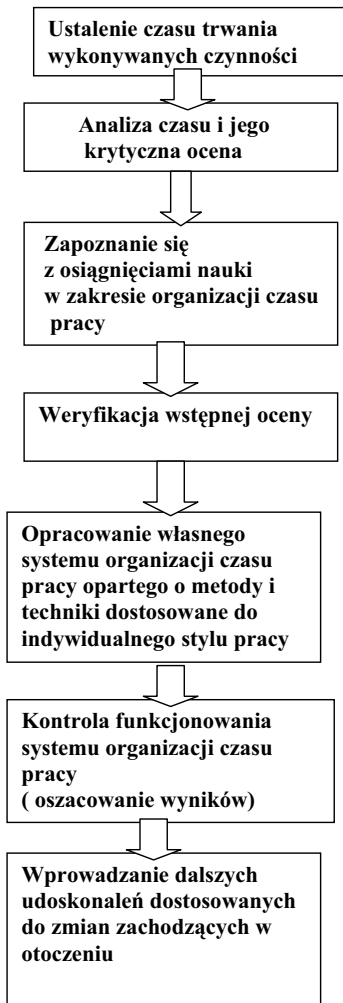 Ustalenie czasu trwania
wykonywanych czynności
Analiza czasu i jego
krytyczna ocena
Zapoznanie się
z osiągnięciami nauki
w zakresie organizacji czasu
pracy
Weryfikacja wstępnej oceny
Opracowanie własnego
systemu organizacji czasu
pracy opartego o metody i
techniki dostosowane do
indywidualnego stylu pracy
Kontrola funkcjonowania
systemu organizacji czasu
pracy
( oszacowanie wyników)
Wprowadzanie dalszych
udoskonaleń dostosowanych
do zmian zachodzących w
otoczeniu